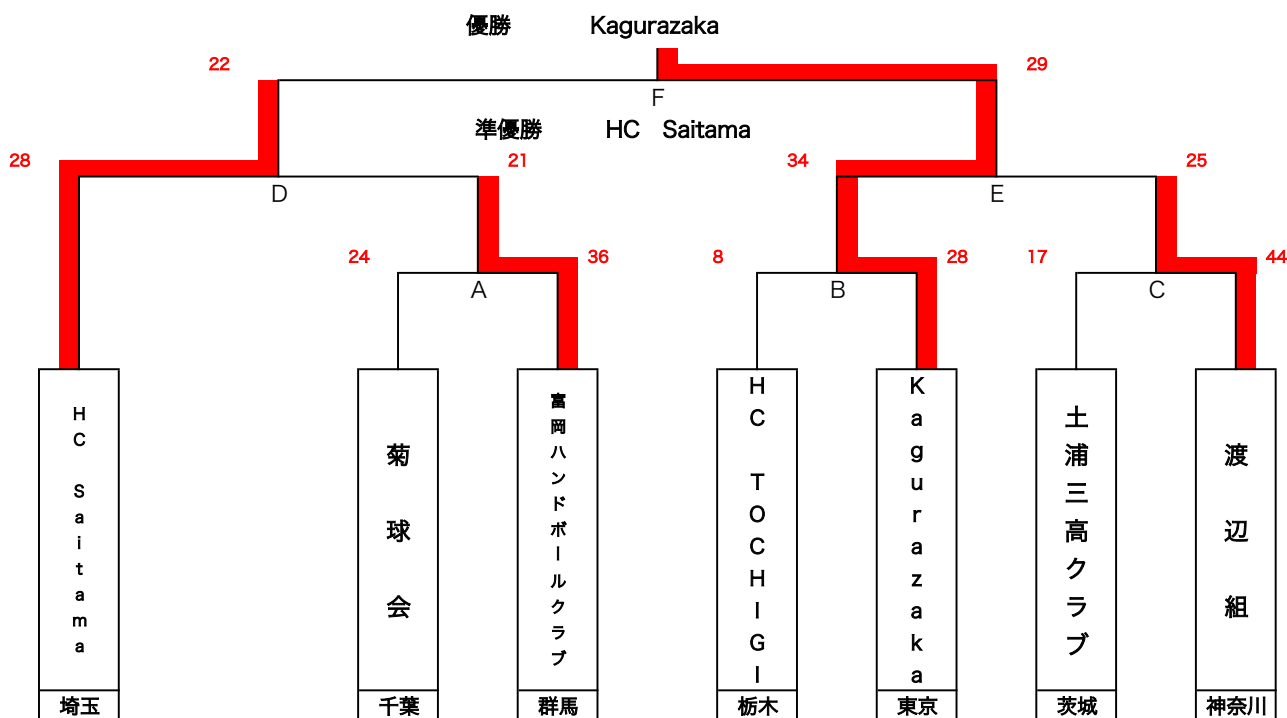 優勝 Kagurazaka
22 29
F
準優勝 HC Saitama
28 21 34 25
D E
24 36 8 28 17 44
A B C
HC Saitama
菊球会
富岡ハンドボールクラブ
HC TOCHIGI
Kagurazaka
土浦三高クラブ
渡辺組
埼玉 千葉 群馬 栃木 東京 茨城 神奈川